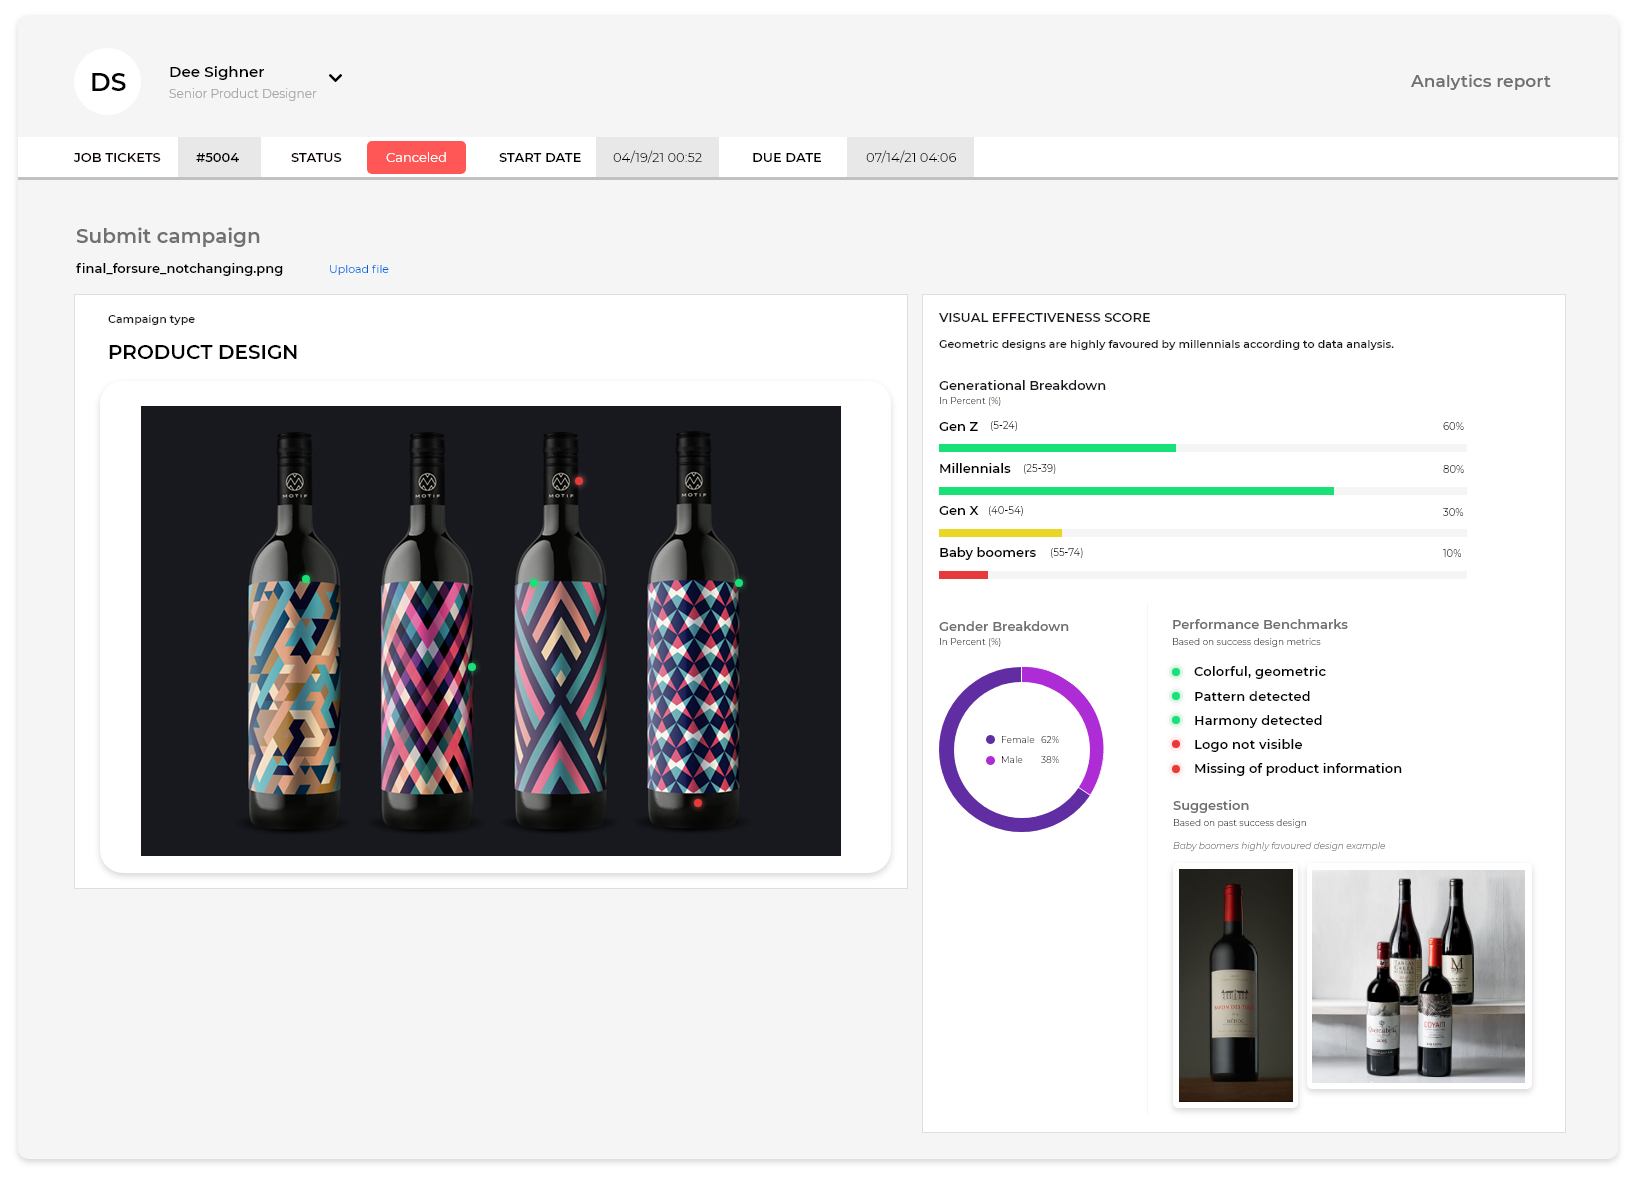 DS
Dee Sighner
Senior Product Designer
Analytics report
JOB TICKETS #5004 STATUS Canceled START DATE 04/19/21 00:52 DUE DATE 07/14/21 04:06
Submit campaign
final_forsure_notchanging.png Upload file
Campaign type
PRODUCT DESIGN
MOTIF MOTIF MOTIF MOTIF
VISUAL EFFECTIVENESS SCORE
Geometric designs are highly favoured by millennials according to data analysis.
Generational Breakdown
In Percent (%)
Gen Z (5-24) 60%
Millennials (25-39) 80%
Gen X (40-54) 30%
Baby boomers (55-74) 10%
Gender Breakdown
In Percent (%)
Female 62%
Male 38%
Performance Benchmarks
Based on success design metrics
Colorful, geometric
Pattern detected
Harmony detected
Logo not visible
Missing of product information
Suggestion
Based on past success design
Baby boomers highly favoured design example
M
COYAM